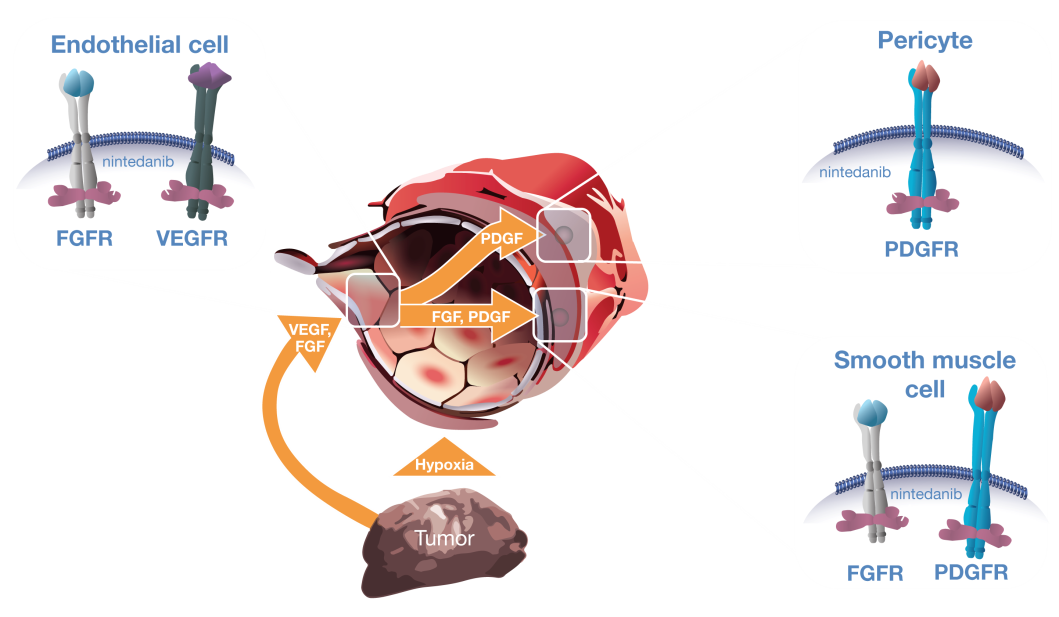 Endothelial cell
nintedanib
FGFR
VEGFR
Pericyte
nintedanib
PDGFR
PDGF
FGF, PDGF
VEGF,
FGF
Hypoxia
Tumor
Smooth muscle
cell
nintedanib
FGFR
PDGFR